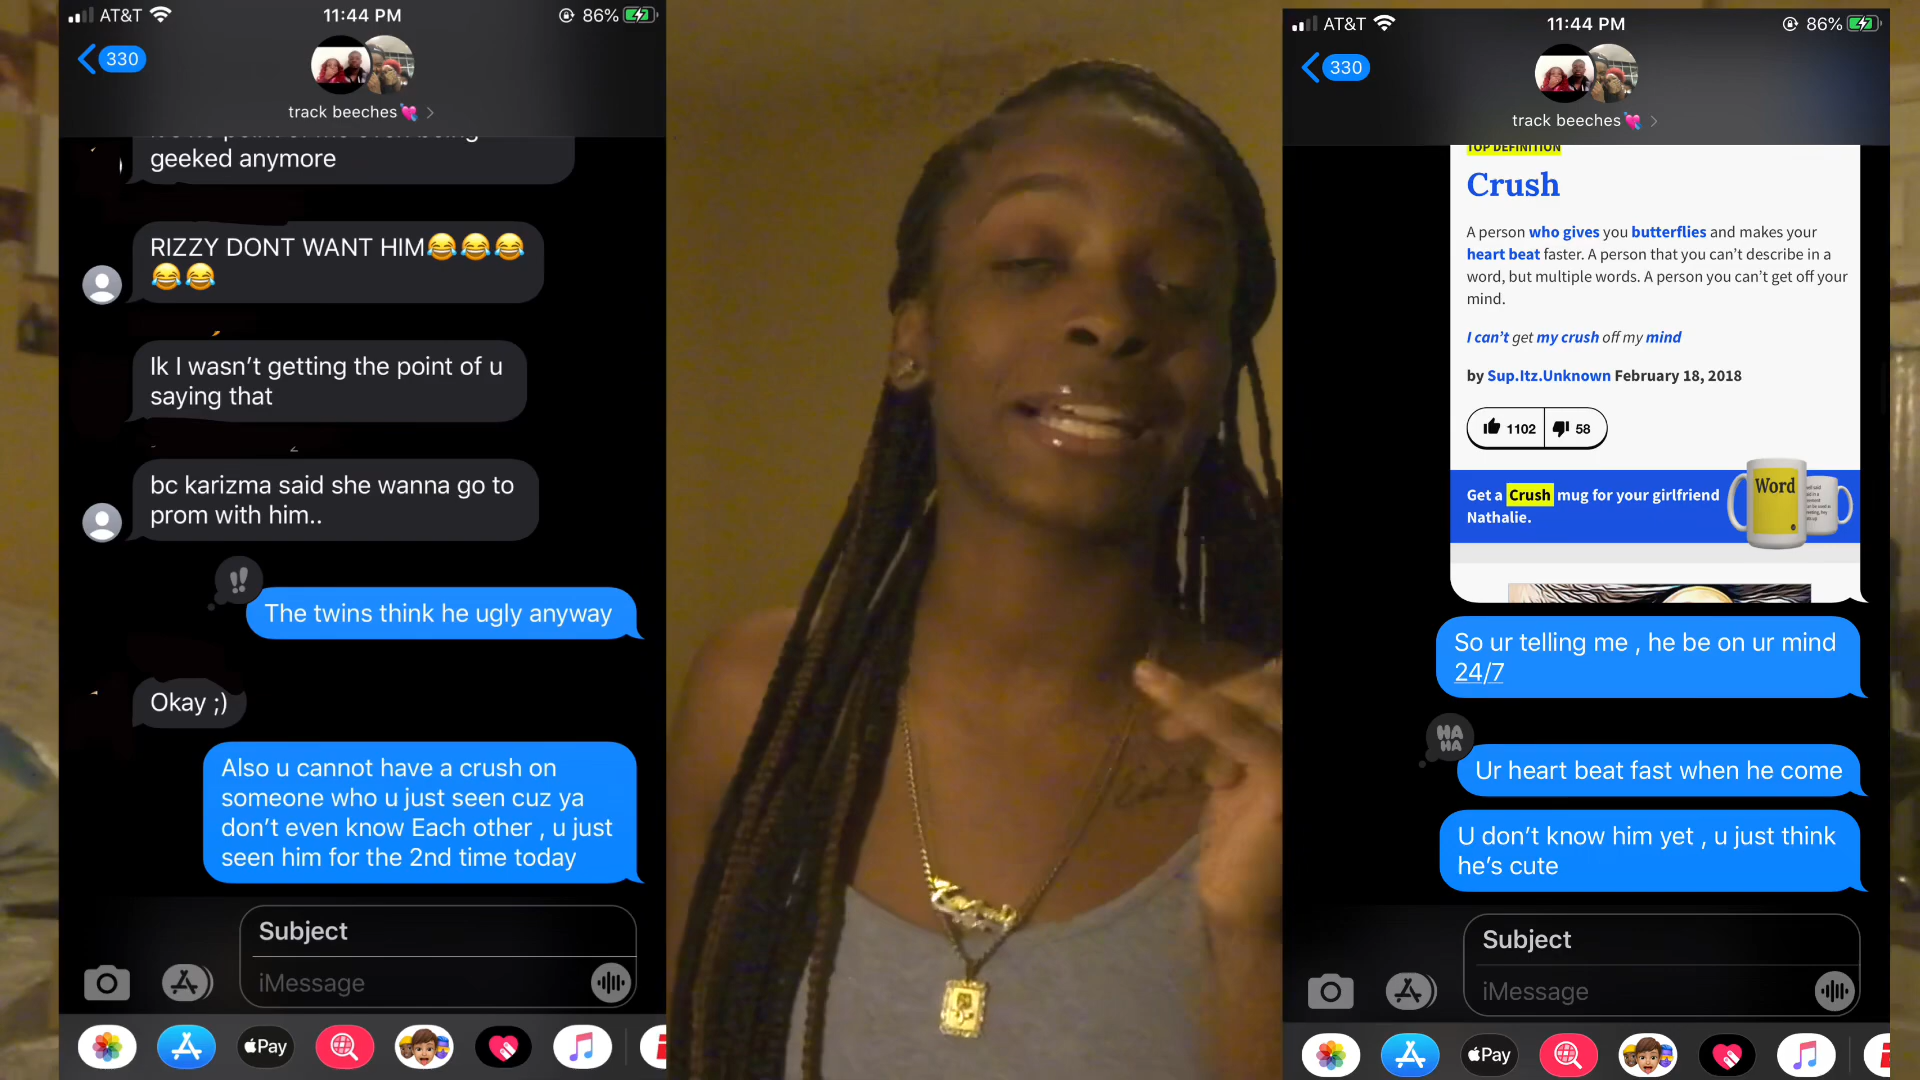 AT&T
11:44 PM
86%
330
track beeches
geeked anymore
RIZZY DONT WANT HIM😂😂😂
😂😂
Ik I wasn't getting the point of u
saying that
bc karizma said she wanna go to
prom with him..
!!
The twins think he ugly anyway
Okay ;)
Also u cannot have a crush on
someone who u just seen cuz ya
don't even know Each other , u just
seen him for the 2nd time today
Subject
iMessage
Pay
AT&T
11:44 PM
86%
330
track beeches
TOP DEFINITION
Crush
A person who gives you butterflies and makes your
heart beat faster. A person that you can't describe in a
word, but multiple words. A person you can't get off your
mind.
I can't get my crush off my mind
by Sup.Itz.Unknown February 18, 2018
1102
58
Get a Crush mug for your girlfriend
Nathalie.
Word
So ur telling me , he be on ur mind
24/7
HA
HA
Ur heart beat fast when he come
U don't know him yet , u just think
he's cute
Subject
iMessage
Pay